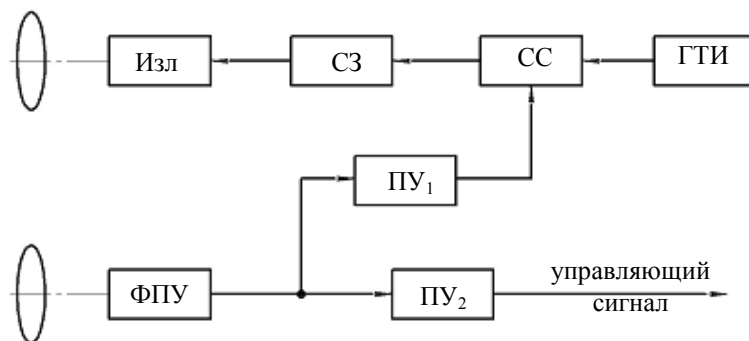 Изл
СЗ
СС
ГТИ
ПУ₁
ФПУ
ПУ₂
управляющий
сигнал